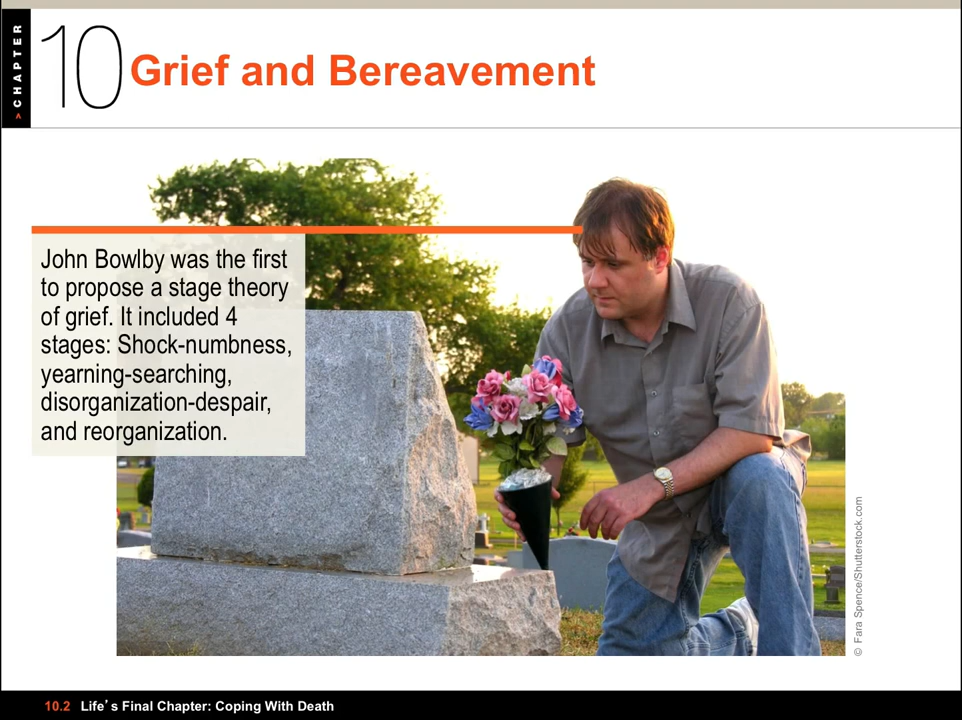 > CHAPTER
10 Grief and Bereavement
John Bowlby was the first
to propose a stage theory
of grief. It included 4
stages: Shock-numbness,
yearning-searching,
disorganization-despair,
and reorganization.
© Fara Spence/Shutterstock.com
10.2 Life's Final Chapter: Coping With Death